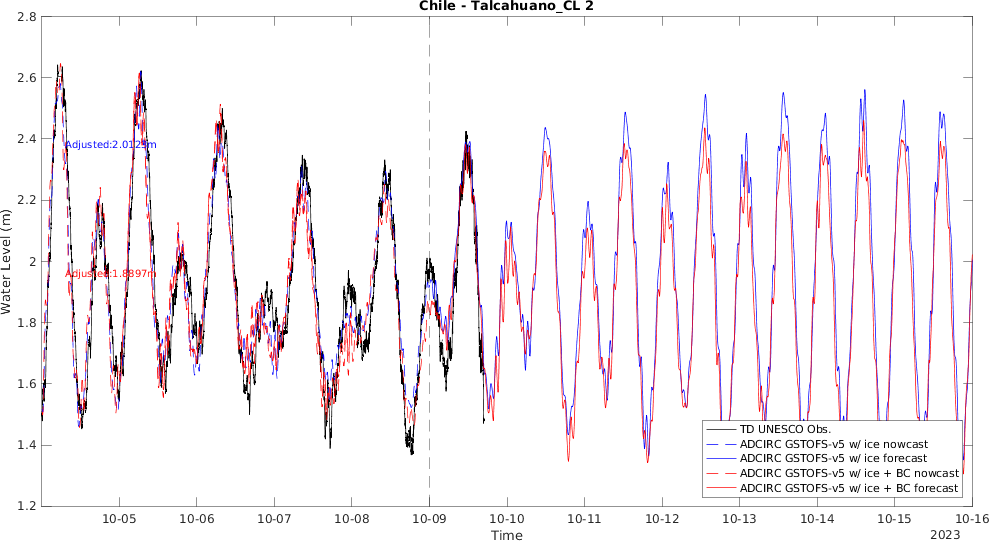 Chile - Talcahuano_CL 2
2.8
2.6
2.4
2.2
2
1.8
1.6
1.4
1.2
Water Level (m)
Adjusted:2.0123m
Adjusted:1.8897m
TD UNESCO Obs.
ADCIRC GSTOFS-v5 w/ ice nowcast
ADCIRC GSTOFS-v5 w/ ice forecast
ADCIRC GSTOFS-v5 w/ ice + BC nowcast
ADCIRC GSTOFS-v5 w/ ice + BC forecast
10-05 10-06 10-07 10-08 10-09 10-10 10-11 10-12 10-13 10-14 10-15 10-16
Time
2023